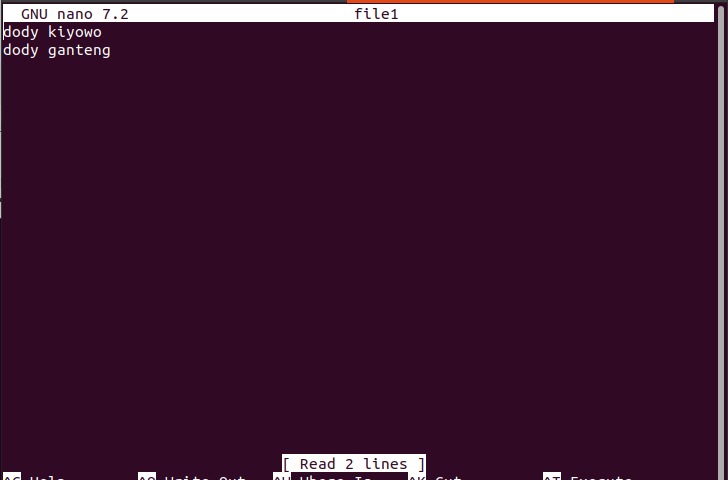 GNU nano 7.2 file1
dody kiyowo
dody ganteng
[ Read 2 lines ]
^G Help ^O Write Out ^W Where Is ^K Cut ^T Execute